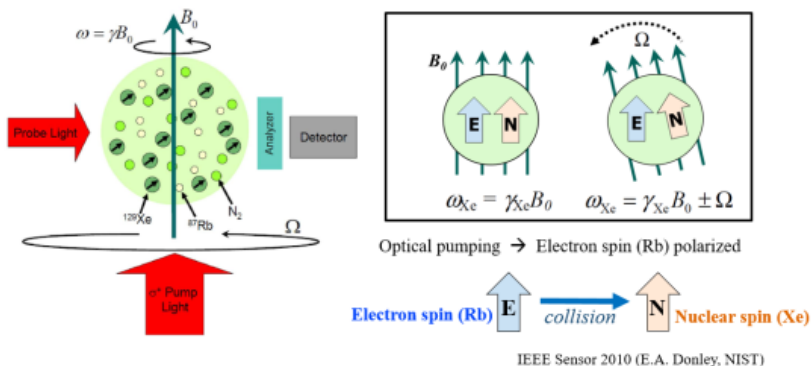 ω = γB₀
B₀
Probe Light
Analyzer
Detector
¹²⁹Xe
⁸⁷Rb
N₂
Ω
σ⁺ Pump
Light
B₀
Ω
E
N
E
N
ω_Xe = γ_Xe B₀
ω_Xe = γ_Xe B₀ ± Ω
Optical pumping → Electron spin (Rb) polarized
Electron spin (Rb)
E
collision
N
Nuclear spin (Xe)
IEEE Sensor 2010 (E.A. Donley, NIST)